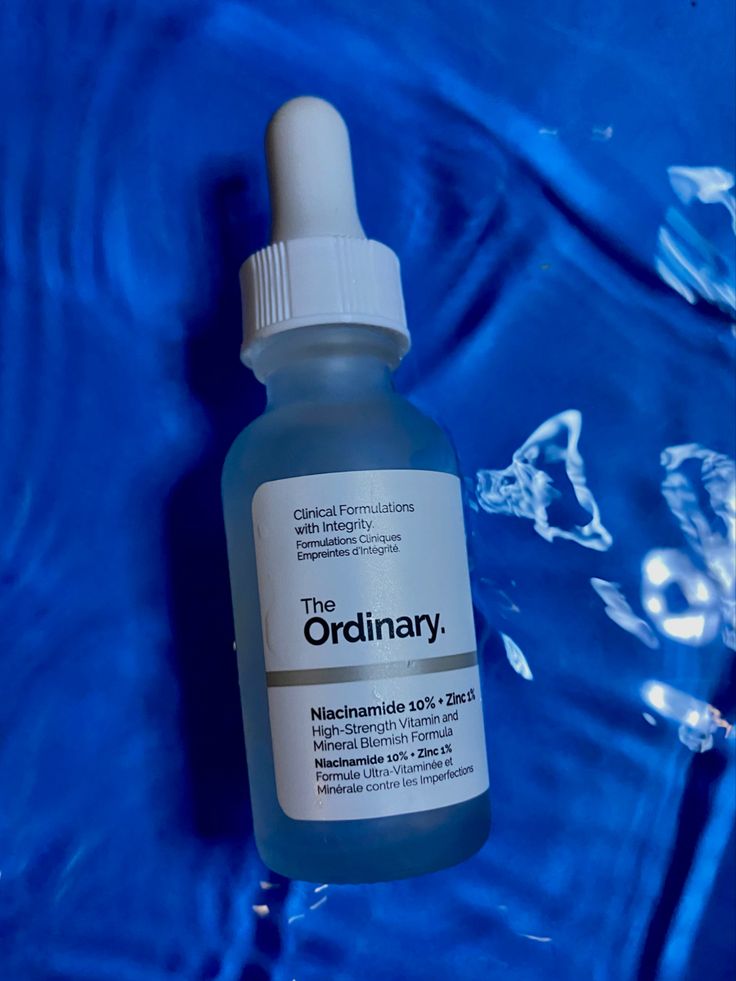 Clinical Formulations
with Integrity.
Formulations Cliniques
Empreintes d'Intégrité.
The
Ordinary.
Niacinamide 10% + Zinc 1%
High-Strength Vitamin and
Mineral Blemish Formula
Niacinamide 10% + Zinc 1%
Formule Ultra-Vitaminée et
Minérale contre les Imperfections